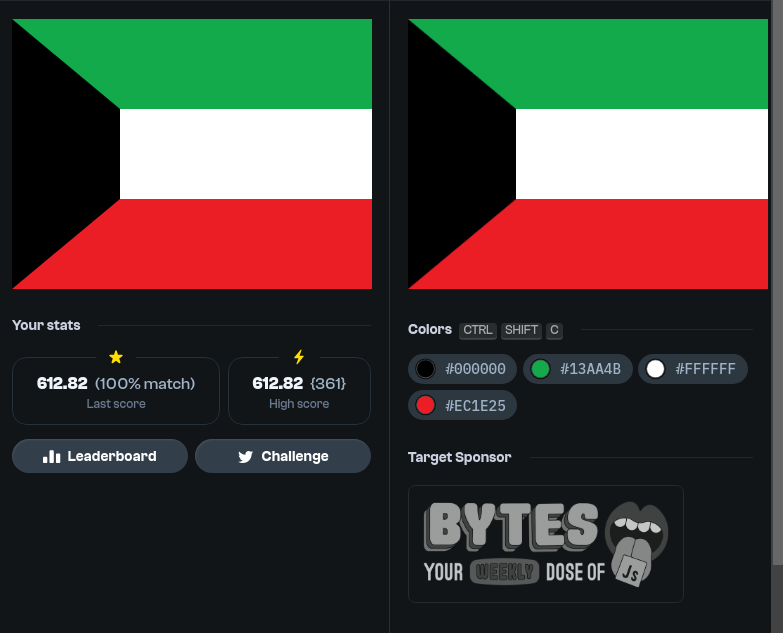 Your stats
612.82 (100% match)
Last score
612.82 {361}
High score
Leaderboard
Challenge
Colors CTRL SHIFT C
#000000 #13AA4B #FFFFFF
#EC1E25
Target Sponsor
BYTES
YOUR WEEKLY DOSE OF JS